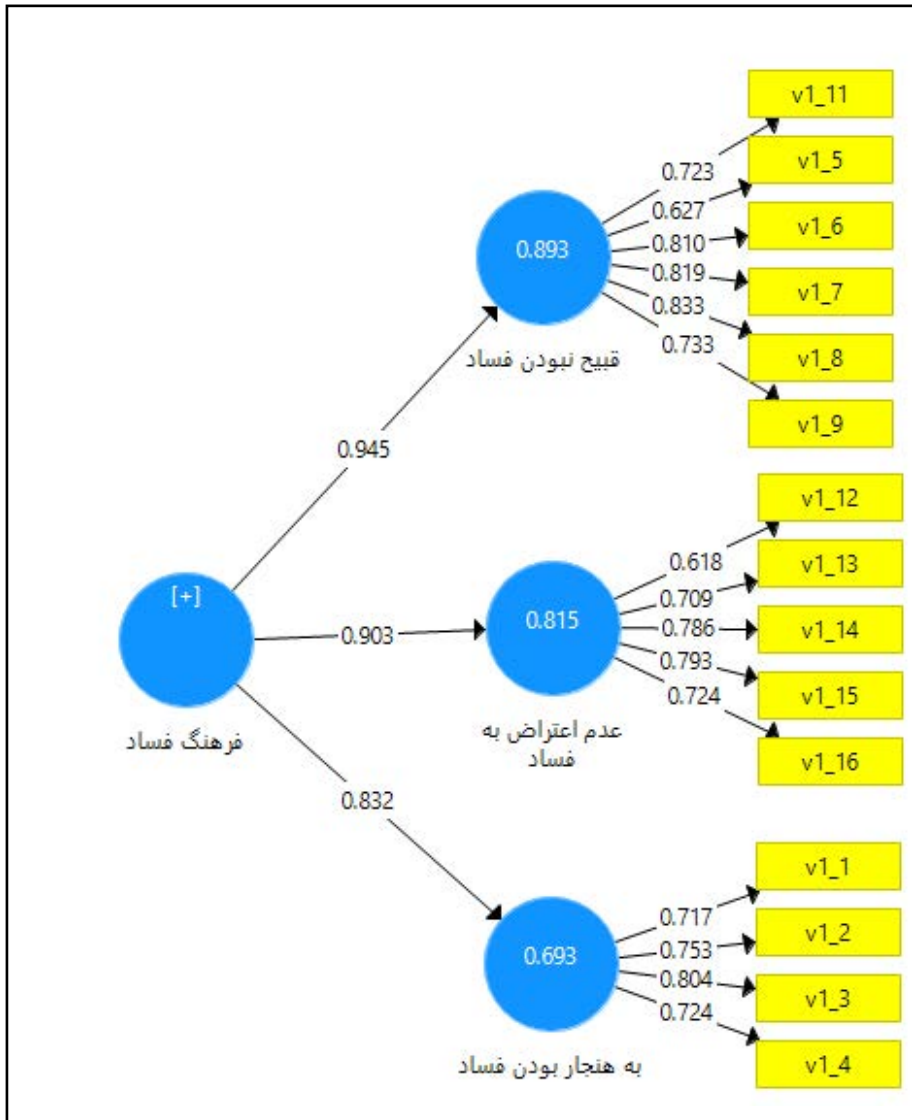 v1_11
0.723
v1_5
0.627
v1_6
0.810
0.893
v1_7
0.819
0.833
v1_8
0.733
قبیح نبودن فساد
v1_9
0.945
v1_12
0.618
v1_13
[+]
0.709
0.815
0.786
v1_14
0.903
0.793
v1_15
0.724
فرهنگ فساد
عدم اعتراض به
فساد
v1_16
0.832
v1_1
0.717
v1_2
0.753
0.693
0.804
v1_3
0.724
به هنجار بودن فساد
v1_4